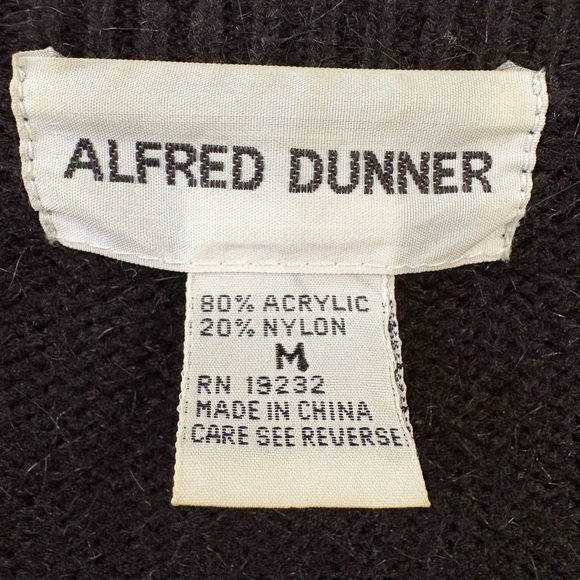 ALFRED DUNNER
80% ACRYLIC
20% NYLON
M
RN 19232
MADE IN CHINA
CARE SEE REVERSE